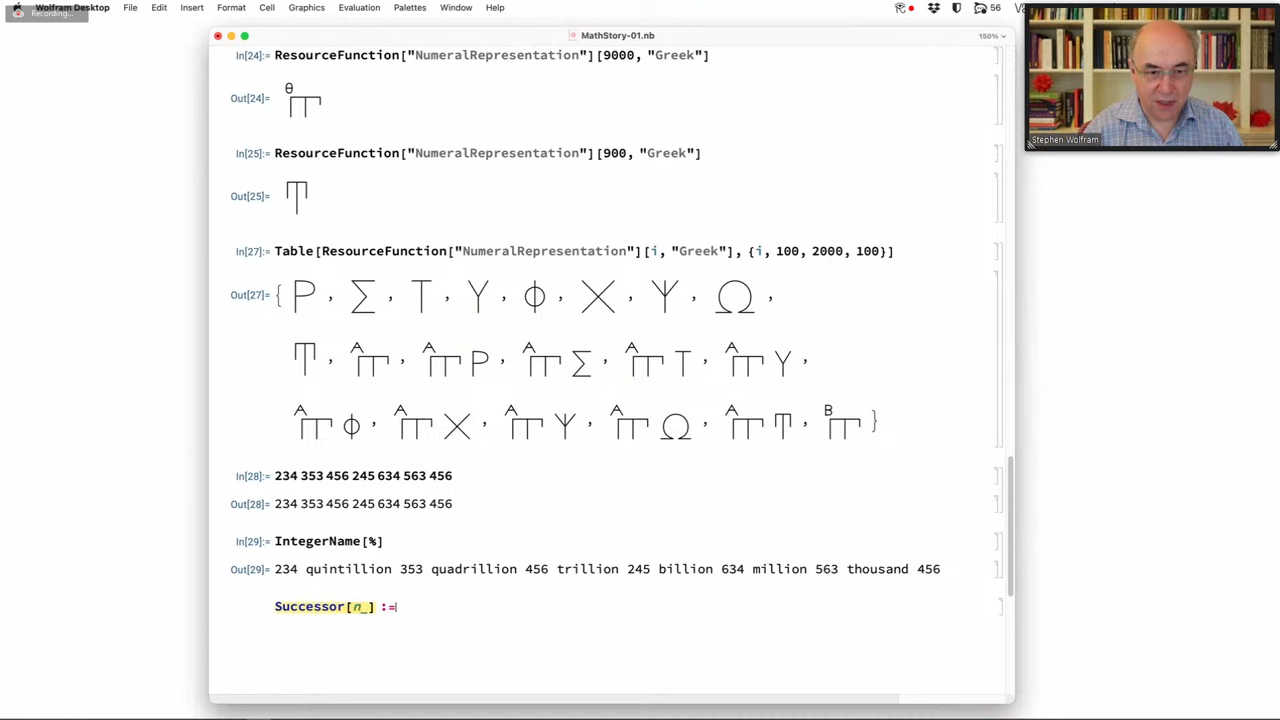 Recording...
Wolfram Desktop File Edit Insert Format Cell Graphics Evaluation Palettes Window Help 56
MathStory-01.nb 150%
In[24]:= ResourceFunction["NumeralRepresentation"][9000, "Greek"]
Out[24]= θ
In[25]:= ResourceFunction["NumeralRepresentation"][900, "Greek"]
Out[25]=
In[27]:= Table[ResourceFunction["NumeralRepresentation"][i, "Greek"], {i, 100, 2000, 100}]
Out[27]= { Ρ, Σ, Τ, Υ, Φ, Χ, Ψ, Ω,
Ͳ, Α Ͳ, Α Ͳ Ρ, Α Ͳ Σ, Α Ͳ Τ, Α Ͳ Υ,
Α Ͳ Φ, Α Ͳ Χ, Α Ͳ Ψ, Α Ͳ Ω, Α Ͳ Ͳ, Β Ͳ }
In[28]:= 234 353 456 245 634 563 456
Out[28]= 234 353 456 245 634 563 456
In[29]:= IntegerName[%]
Out[29]= 234 quintillion 353 quadrillion 456 trillion 245 billion 634 million 563 thousand 456
Successor[n_] :=
Stephen Wolfram